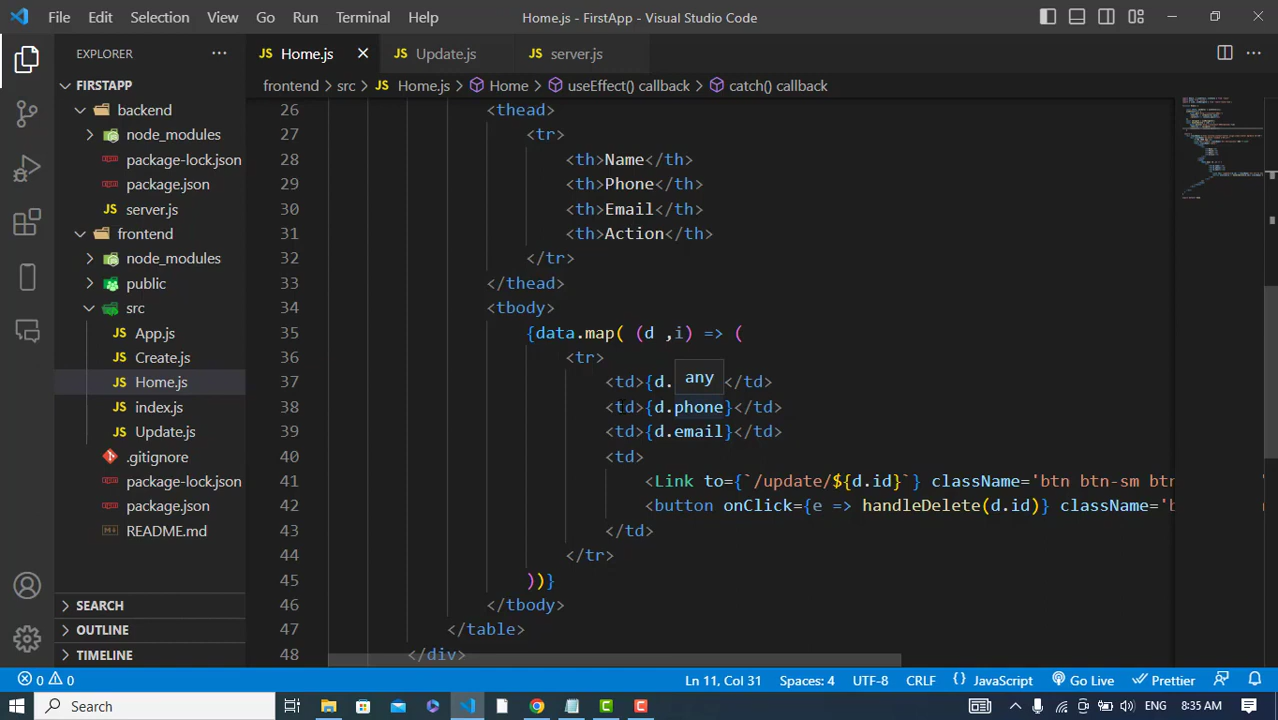 File Edit Selection View Go Run Terminal Help Home.js - FirstApp - Visual Studio Code
EXPLORER
Home.js Update.js server.js
FIRSTAPP
frontend > src > JS Home.js > Home > useEffect() callback > catch() callback
backend
node_modules
package-lock.json
package.json
JS server.js
frontend
node_modules
public
src
JS App.js
JS Create.js
JS Home.js
JS index.js
JS Update.js
.gitignore
package-lock.json
package.json
README.md
SEARCH
OUTLINE
TIMELINE
26 <thead>
27 <tr>
28 <th>Name</th>
29 <th>Phone</th>
30 <th>Email</th>
31 <th>Action</th>
32 </tr>
33 </thead>
34 <tbody>
35 {data.map( (d ,i) => (
36 <tr>
any
37 <td>{d. </td>
38 <td>{d.phone}</td>
39 <td>{d.email}</td>
40 <td>
41 <Link to={`/update/${d.id}`} className='btn btn-sm btn
42 <button onClick={e => handleDelete(d.id)} className='b
43 </td>
44 </tr>
45 ))}
46 </tbody>
47 </table>
48 </div>
0 0 Ln 11, Col 31 Spaces: 4 UTF-8 CRLF {} JavaScript Go Live Prettier
Search ENG 8:35 AM